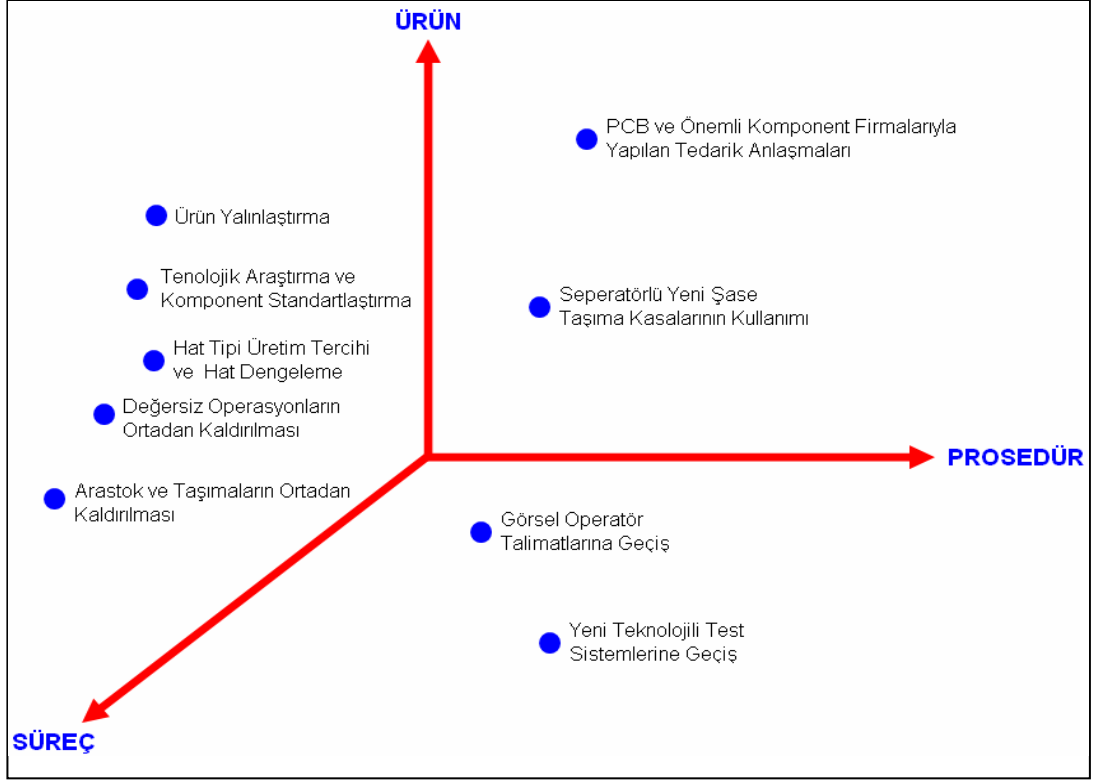 ÜRÜN
PCB ve Önemli Komponent Firmalarıyla
Yapılan Tedarik Anlaşmaları
Ürün Yalınlaştırma
Tenolojik Araştırma ve
Komponent Standartlaştırma
Seperatörlü Yeni Şase
Taşıma Kasalarının Kullanımı
Hat Tipi Üretim Tercihi
ve Hat Dengeleme
Değersiz Operasyonların
Ortadan Kaldırılması
PROSEDÜR
Arastok ve Taşımaların Ortadan
Kaldırılması
Görsel Operatör
Talimatlarına Geçiş
Yeni Teknolojili Test
Sistemlerine Geçiş
SÜREÇ